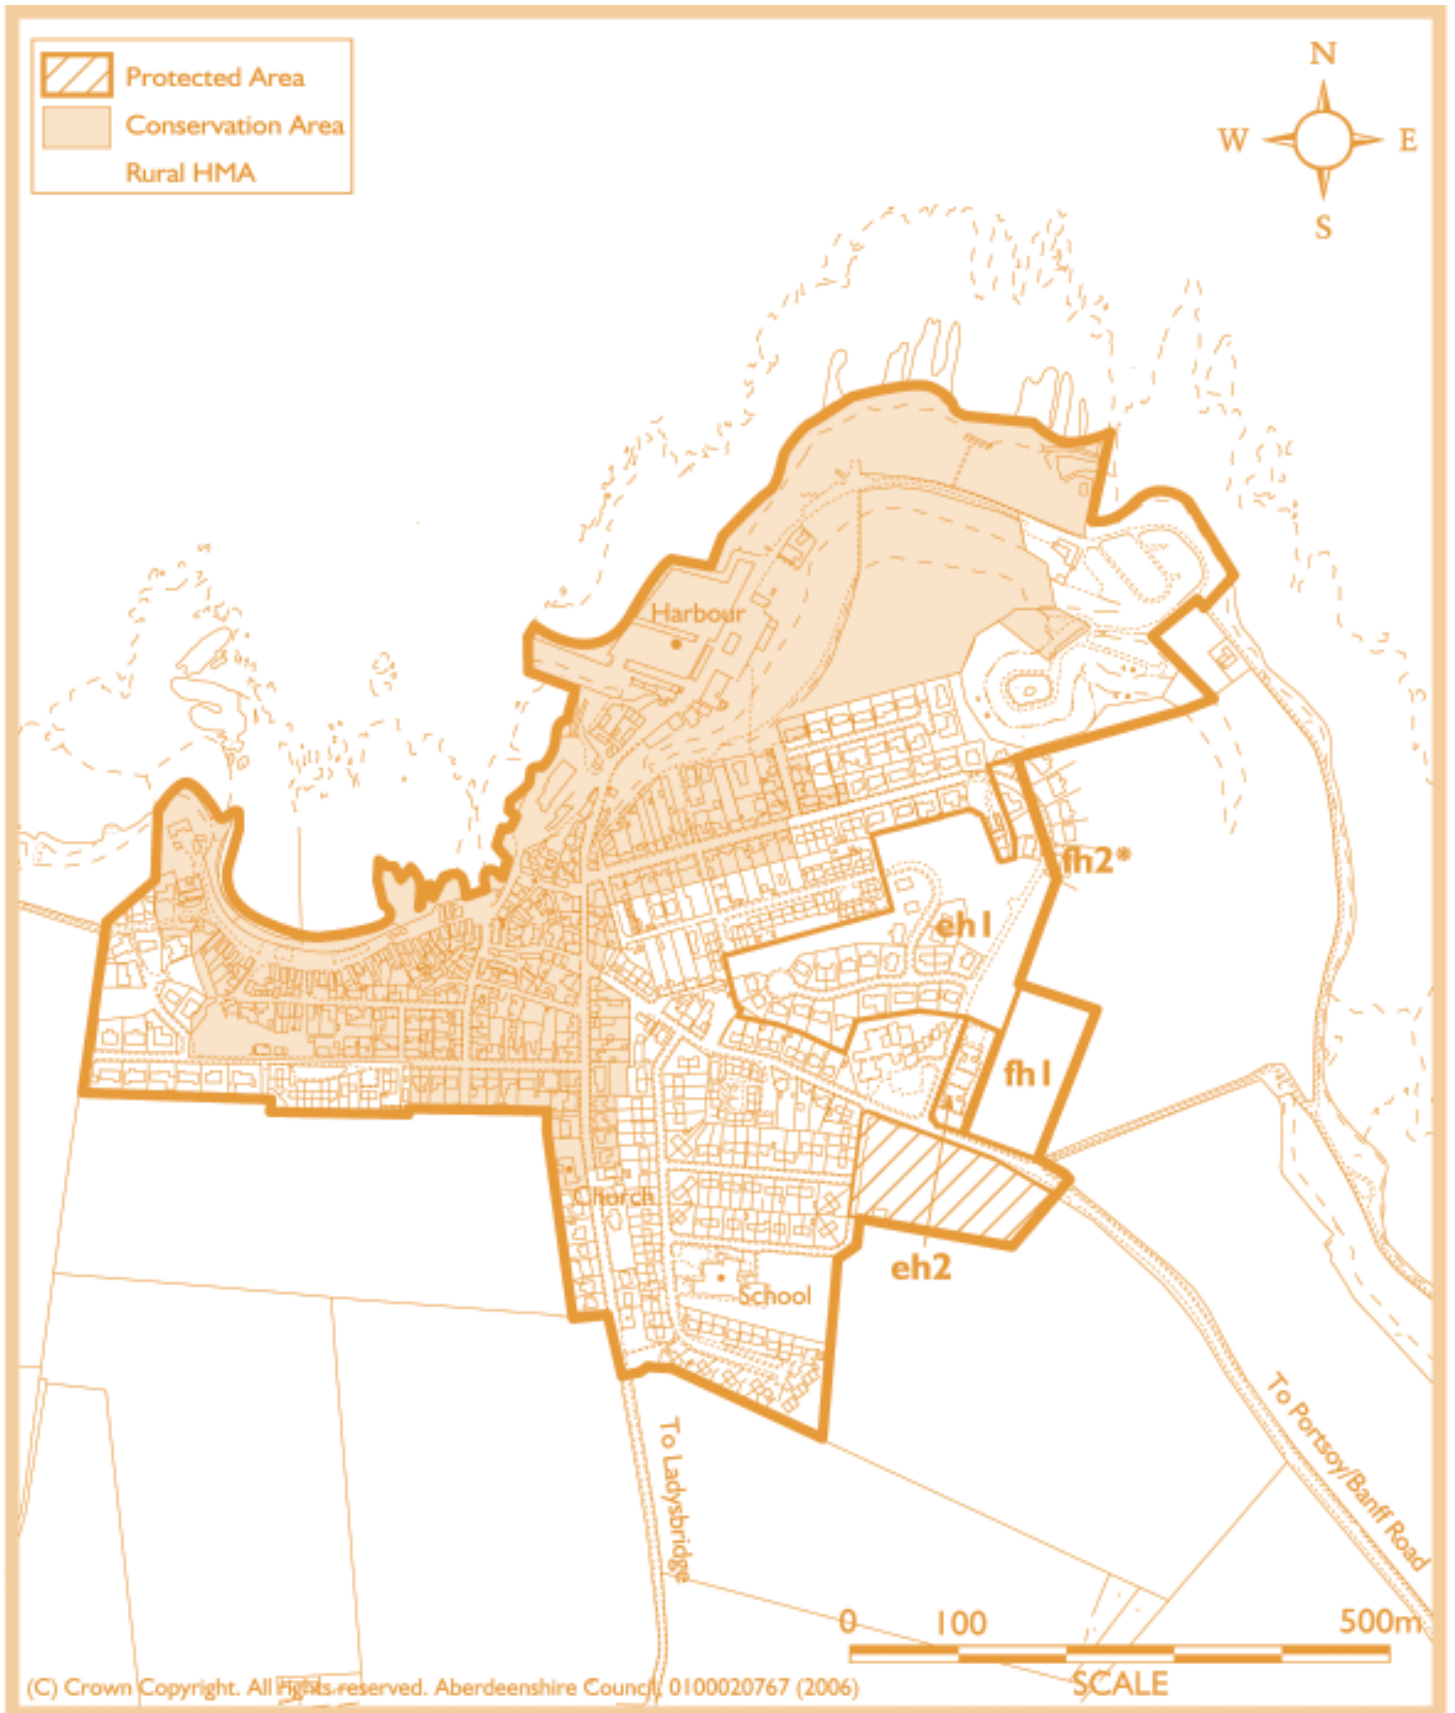 Protected Area
Conservation Area
Rural HMA
N
W E
S
Harbour
fh2*
eh1
fh1
Church
eh2
School
To Ladysbridge
To Portsoy/Banff Road
0 100 500m
SCALE
(C) Crown Copyright. All rights reserved. Aberdeenshire Council, 0100020767 (2006)